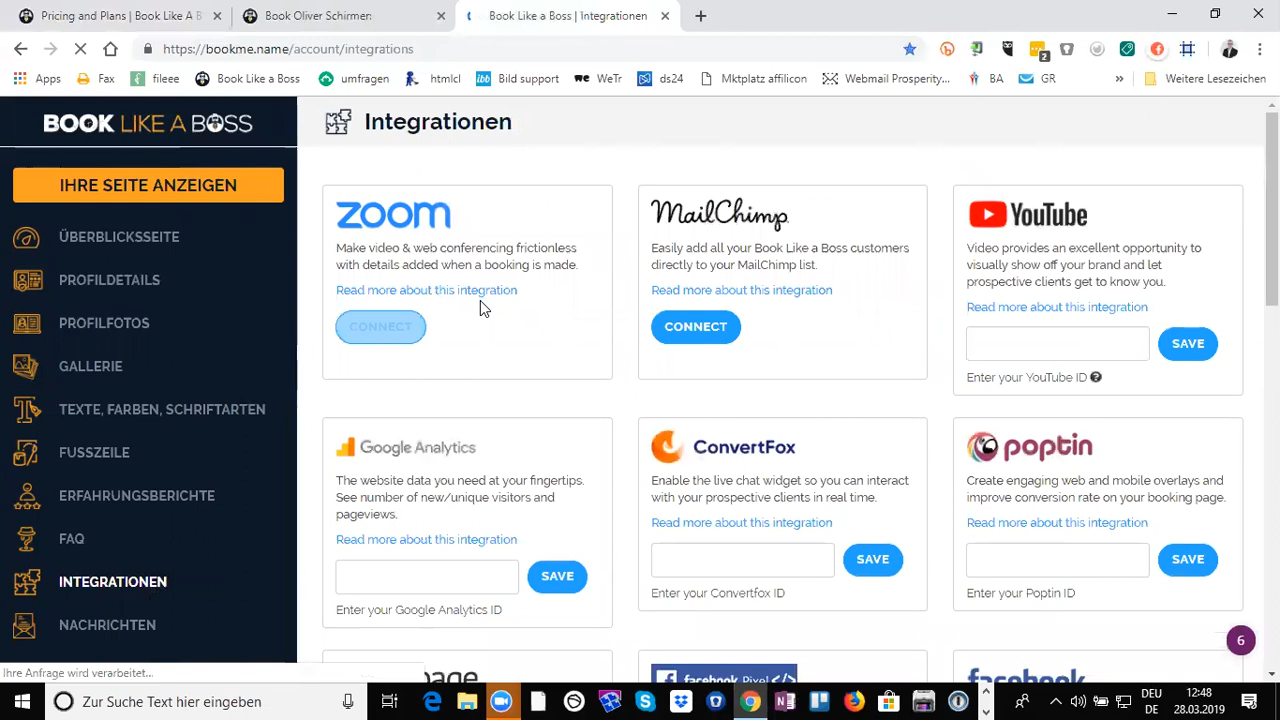 Pricing and Plans | Book Like A B
Book Oliver Schirmer
Book Like a Boss | Integrationen
https://bookme.name/account/integrations
2
Apps
Fax
fileee
Book Like a Boss
umfragen
htmlcl
ibb Bild support
WeTr
ds24
Mktplatz affilicon
Webmail Prosperity...
BA
GR
»
Weitere Lesezeichen
BOOK LIKE A BOSS
IHRE SEITE ANZEIGEN
ÜBERBLICKSSEITE
PROFILDETAILS
PROFILFOTOS
GALLERIE
TEXTE, FARBEN, SCHRIFTARTEN
FUSSZEILE
ERFAHRUNGSBERICHTE
FAQ
INTEGRATIONEN
NACHRICHTEN
Ihre Anfrage wird verarbeitet...
Integrationen
zoom
Make video & web conferencing frictionless
with details added when a booking is made.
Read more about this integration
CONNECT
MailChimp
Easily add all your Book Like a Boss customers
directly to your MailChimp list.
Read more about this integration
CONNECT
YouTube
Video provides an excellent opportunity to
visually show off your brand and let
prospective clients get to know you.
Read more about this integration
SAVE
Enter your YouTube ID
Google Analytics
The website data you need at your fingertips.
See number of new/unique visitors and
pageviews.
Read more about this integration
SAVE
Enter your Google Analytics ID
ConvertFox
Enable the live chat widget so you can interact
with your prospective clients in real time.
Read more about this integration
SAVE
Enter your Convertfox ID
poptin
Create engaging web and mobile overlays and
improve conversion rate on your booking page.
Read more about this integration
SAVE
Enter your Poptin ID
6
facebook Pixel </>
facebook
Zur Suche Text hier eingeben
DEU
DE
12:48
28.03.2019